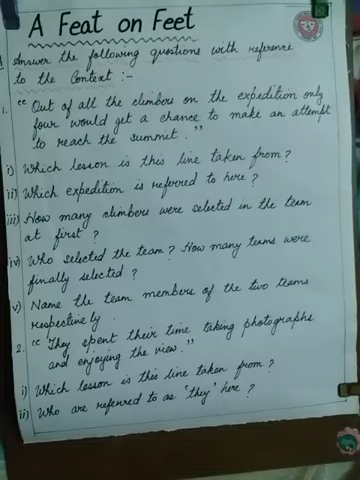 A Feat on Feet
Answer the following questions with reference
to the Context :-
1. "Out of all the climbers on the expedition only
four would get a chance to make an attempt
to reach the summit."
i) Which lesson is this line taken from?
ii) Which expedition is referred to here?
iii) How many climbers were selected in the team
at first?
iv) Who selected the team? How many teams were
finally selected?
v) Name the team members of the two teams
respectively.
2. "They spent their time taking photographs
and enjoying the view."
i) Which lesson is this line taken from?
ii) Who are referred to as 'they' here?